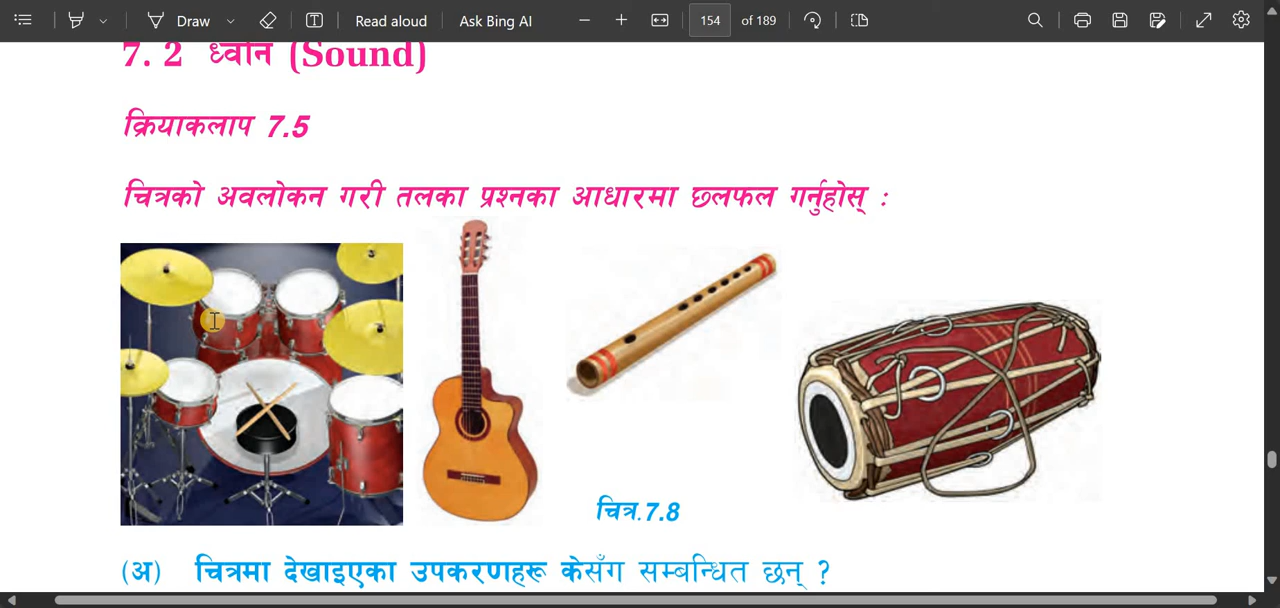 Draw
Read aloud
Ask Bing AI
154 of 189
7. 2 ध्वनि (Sound)
क्रियाकलाप 7.5
चित्रको अवलोकन गरी तलका प्रश्नका आधारमा छलफल गर्नुहोस् :
चित्र.7.8
(अ) चित्रमा देखाइएका उपकरणहरू केसँग सम्बन्धित छन् ?